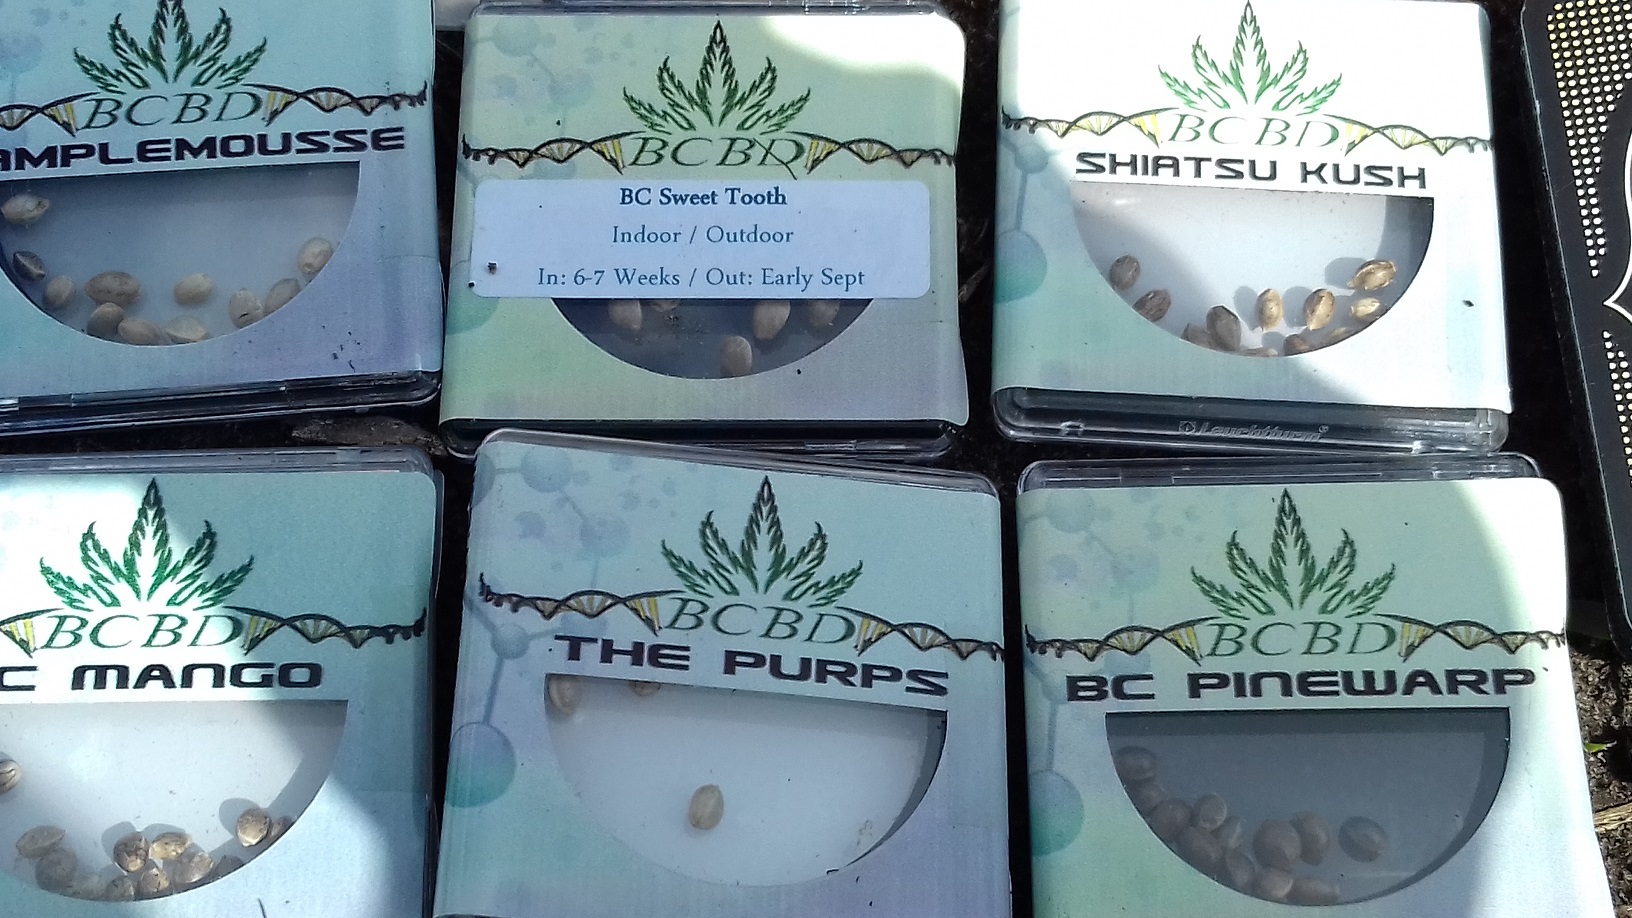 BCBD
AMPLEMOUSSE
BCBD
BC Sweet Tooth
Indoor / Outdoor
In: 6-7 Weeks / Out: Early Sept
BCBD
SHIATSU KUSH
Leuchtturm
BCBD
C MANGO
BCBD
THE PURPS
BCBD
BC PINEWARP